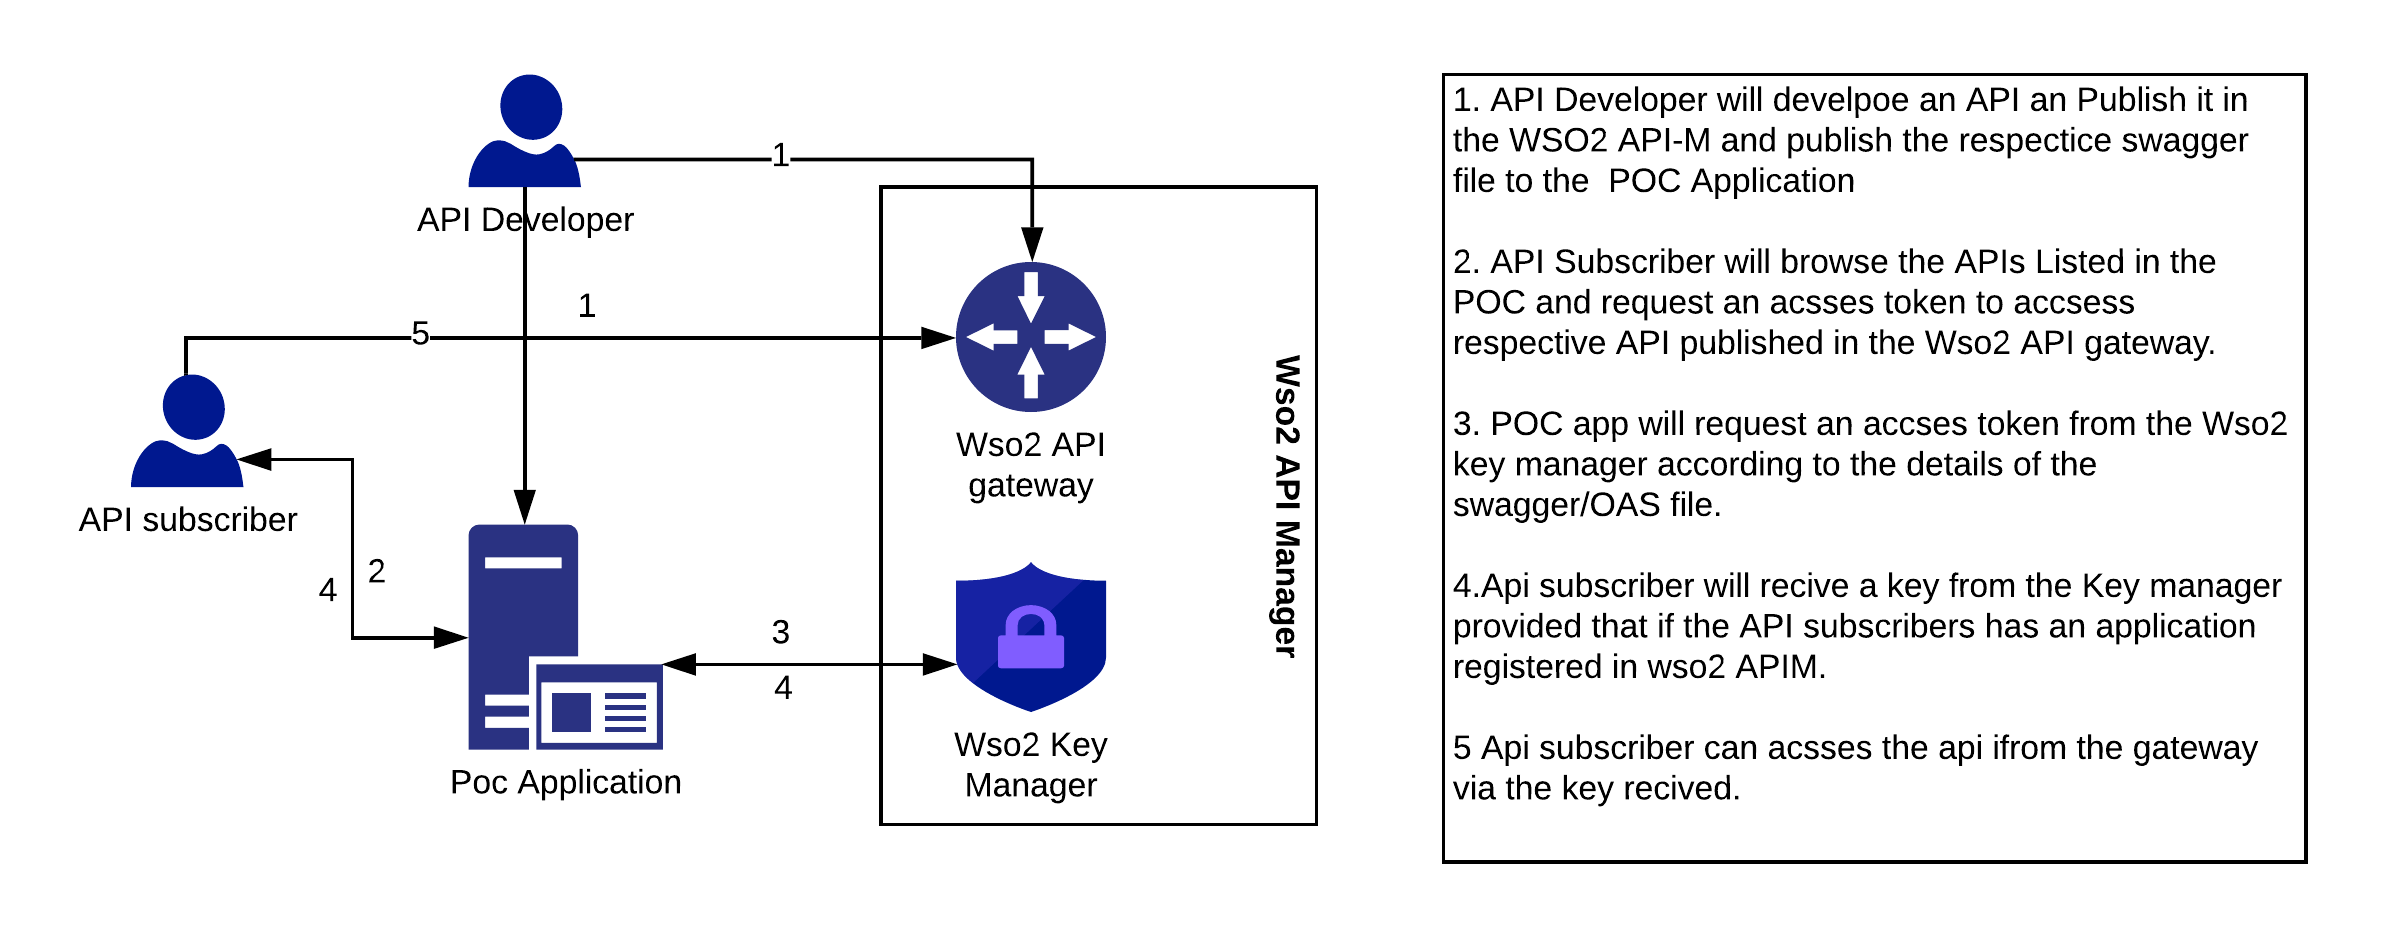 1
API Developer
1
5
API subscriber
2
4
3
4
Poc Application
Wso2 API
gateway
Wso2 Key
Manager
Wso2 API Manager
1. API Developer will develpoe an API an Publish it in
the WSO2 API-M and publish the respectice swagger
file to the  POC Application
2. API Subscriber will browse the APIs Listed in the
POC and request an acsses token to accsess
respective API published in the Wso2 API gateway.
3. POC app will request an accses token from the Wso2
key manager according to the details of the
swagger/OAS file.
4.Api subscriber will recive a key from the Key manager
provided that if the API subscribers has an application
registered in wso2 APIM.
5 Api subscriber can acsses the api ifrom the gateway
via the key recived.